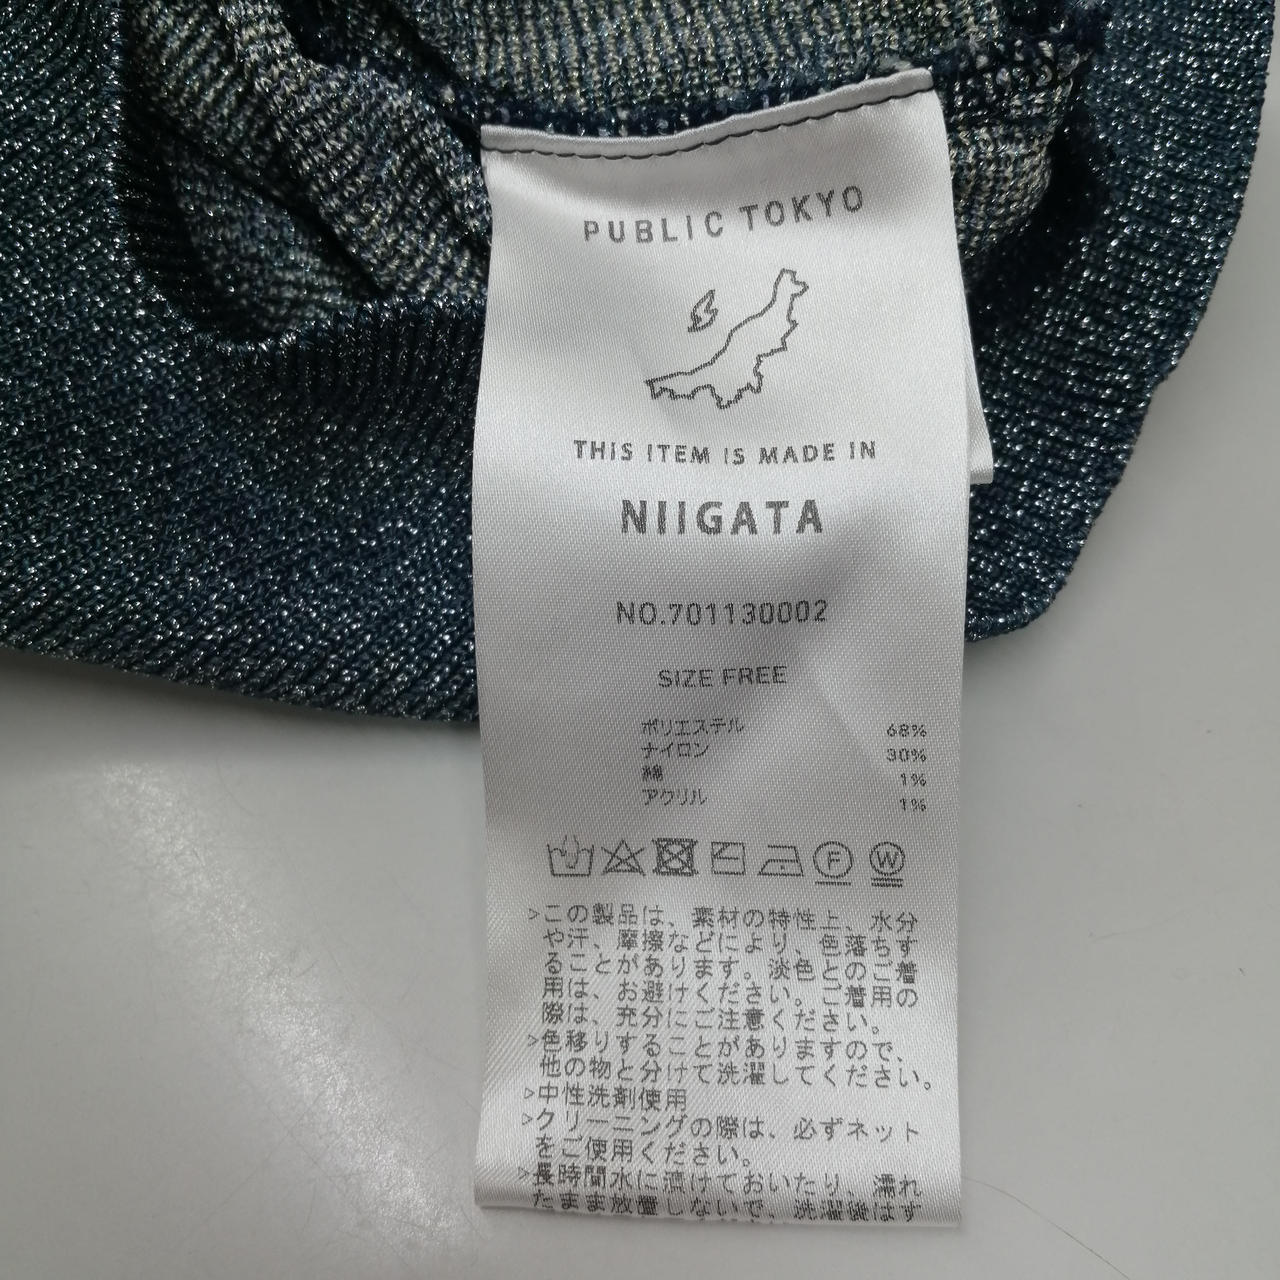 PUBLIC TOKYO
THIS ITEM IS MADE IN
NIIGATA
NO.701130002
SIZE FREE
ポリエステル 68%
ナイロン 30%
綿 1%
アクリル 1%
F W
>この製品は、素材の特性上、水分
や汗、摩擦などにより、色落ちす
ることがあります。淡色とのご着
用は、お避けください。ご着用の
際は、充分にご注意ください。
>色移りすることがありますので、
他の物と分けて洗濯してください。
>中性洗剤使用
>クリーニングの際は、必ずネット
をご使用ください。
>長時間水に漬けておいたり、濡れ
たまま放置しないで、洗濯後はす